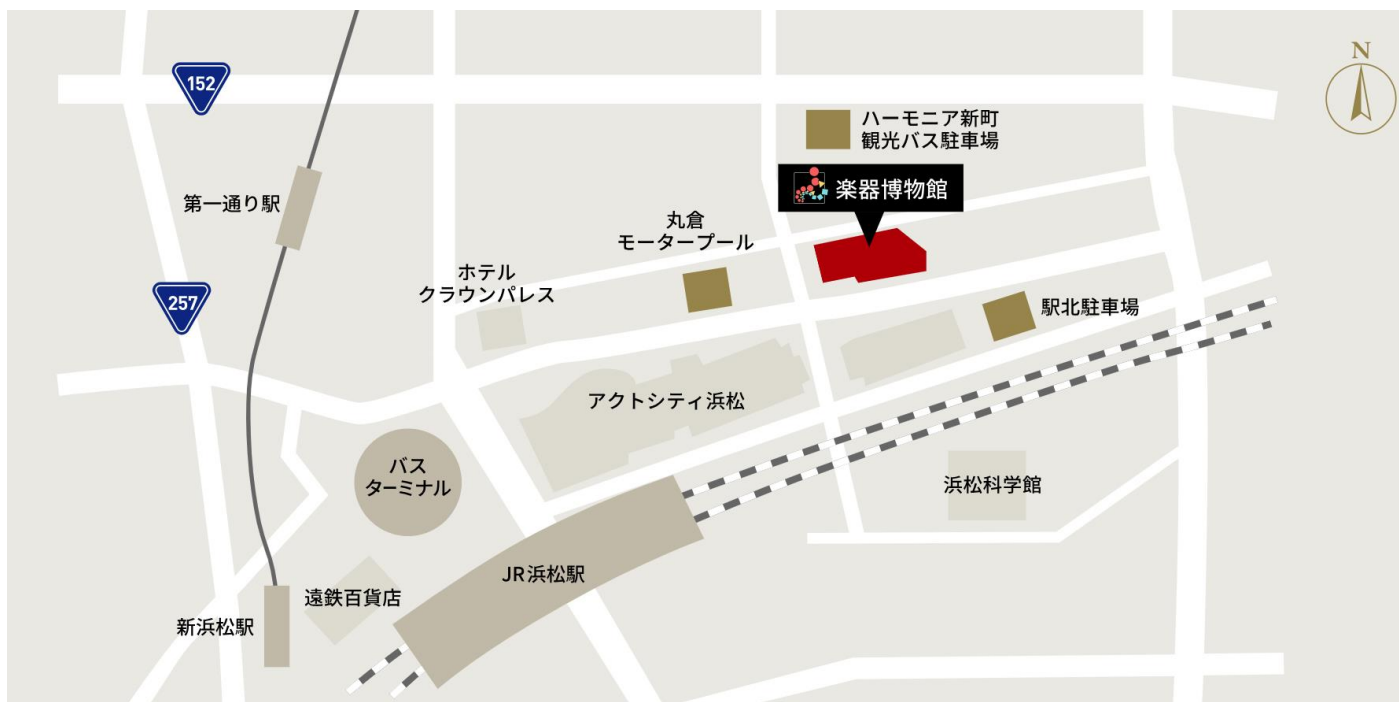 N
152
ハーモニア新町
観光バス駐車場
楽器博物館
第一通り駅
丸倉
モータープール
ホテル
クラウンパレス
257
駅北駐車場
アクトシティ浜松
バス
ターミナル
浜松科学館
JR浜松駅
遠鉄百貨店
新浜松駅